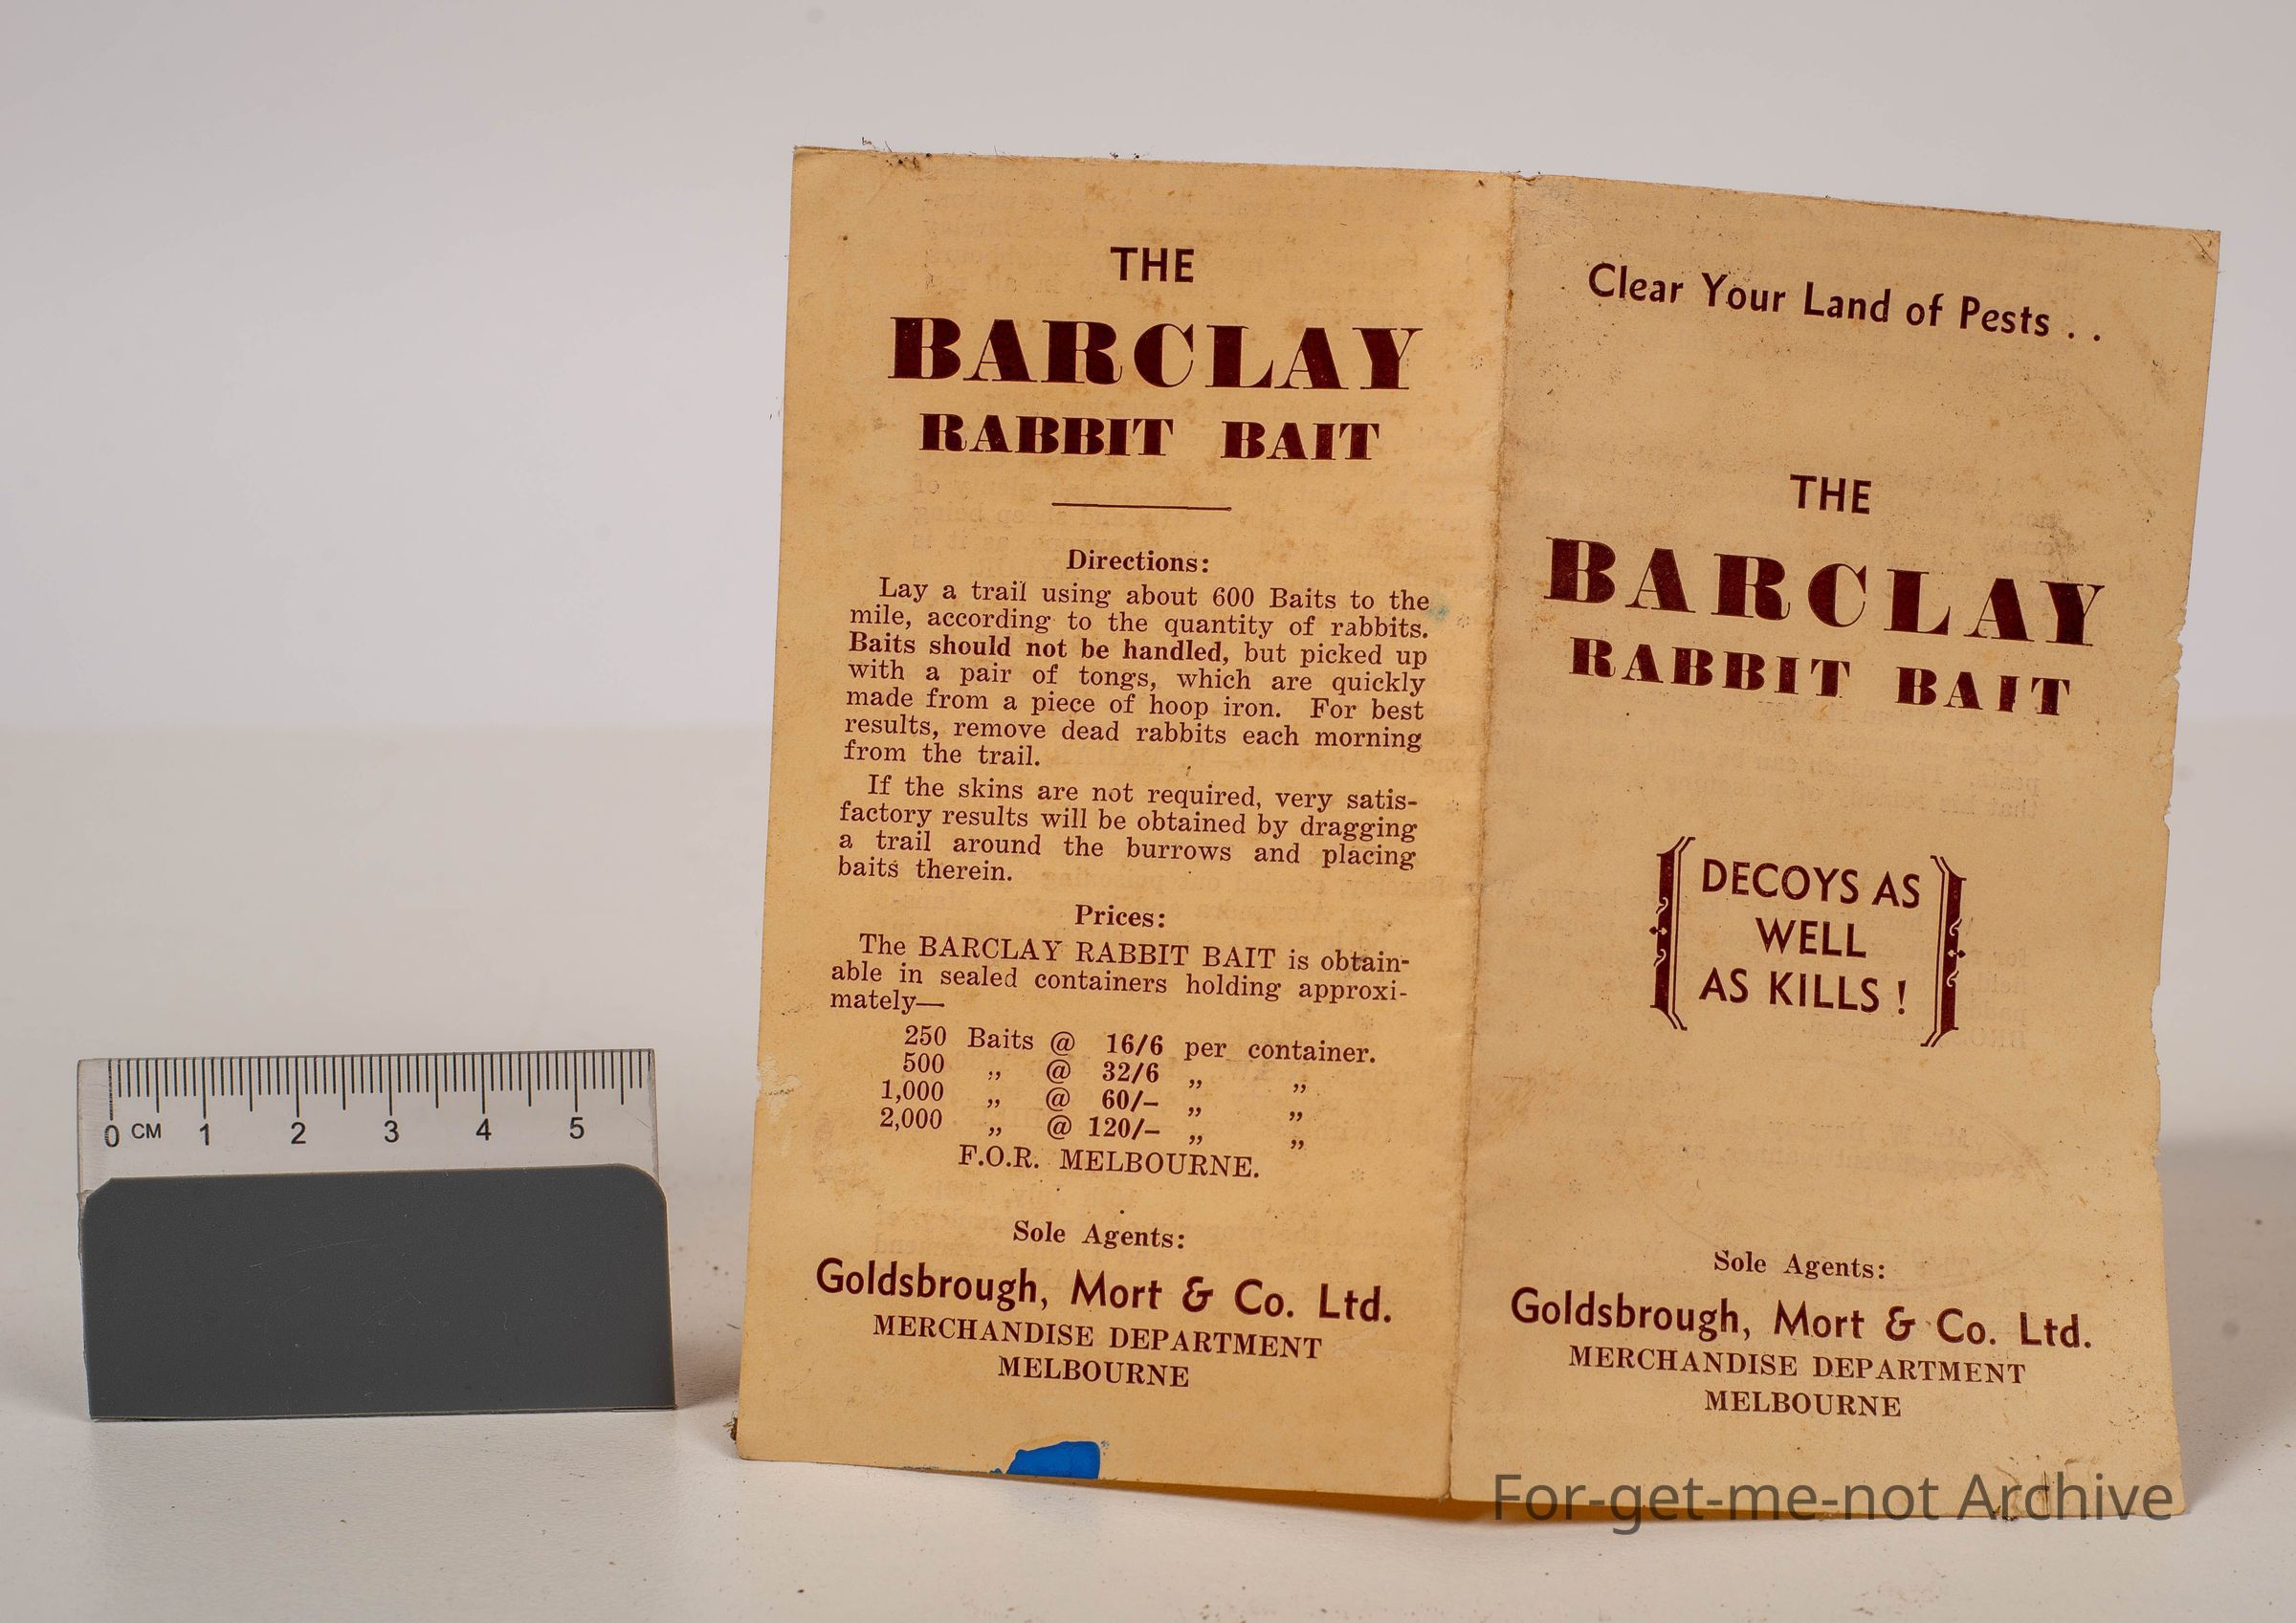 THE
BARCLAY
RABBIT BAIT
Directions:
Lay a trail using about 600 Baits to the
mile, according to the quantity of rabbits.
Baits should not be handled, but picked up
with a pair of tongs, which are quickly
made from a piece of hoop iron. For best
results, remove dead rabbits each morning
from the trail.
If the skins are not required, very satis-
factory results will be obtained by dragging
a trail around the burrows and placing
baits therein.
Prices:
The BARCLAY RABBIT BAIT is obtain-
able in sealed containers holding approxi-
mately—
250 Baits @ 16/6 per container.
500 ,, @ 32/6 ,, ,,
1,000 ,, @ 60/– ,, ,,
2,000 ,, @ 120/– ,, ,,
F.O.R. MELBOURNE.
Sole Agents:
Goldsbrough, Mort & Co. Ltd.
MERCHANDISE DEPARTMENT
MELBOURNE
Clear Your Land of Pests . .
THE
BARCLAY
RABBIT BAIT
DECOYS AS
WELL
AS KILLS !
Sole Agents:
Goldsbrough, Mort & Co. Ltd.
MERCHANDISE DEPARTMENT
MELBOURNE
0 CM 1 2 3 4 5
For-get-me-not Archive